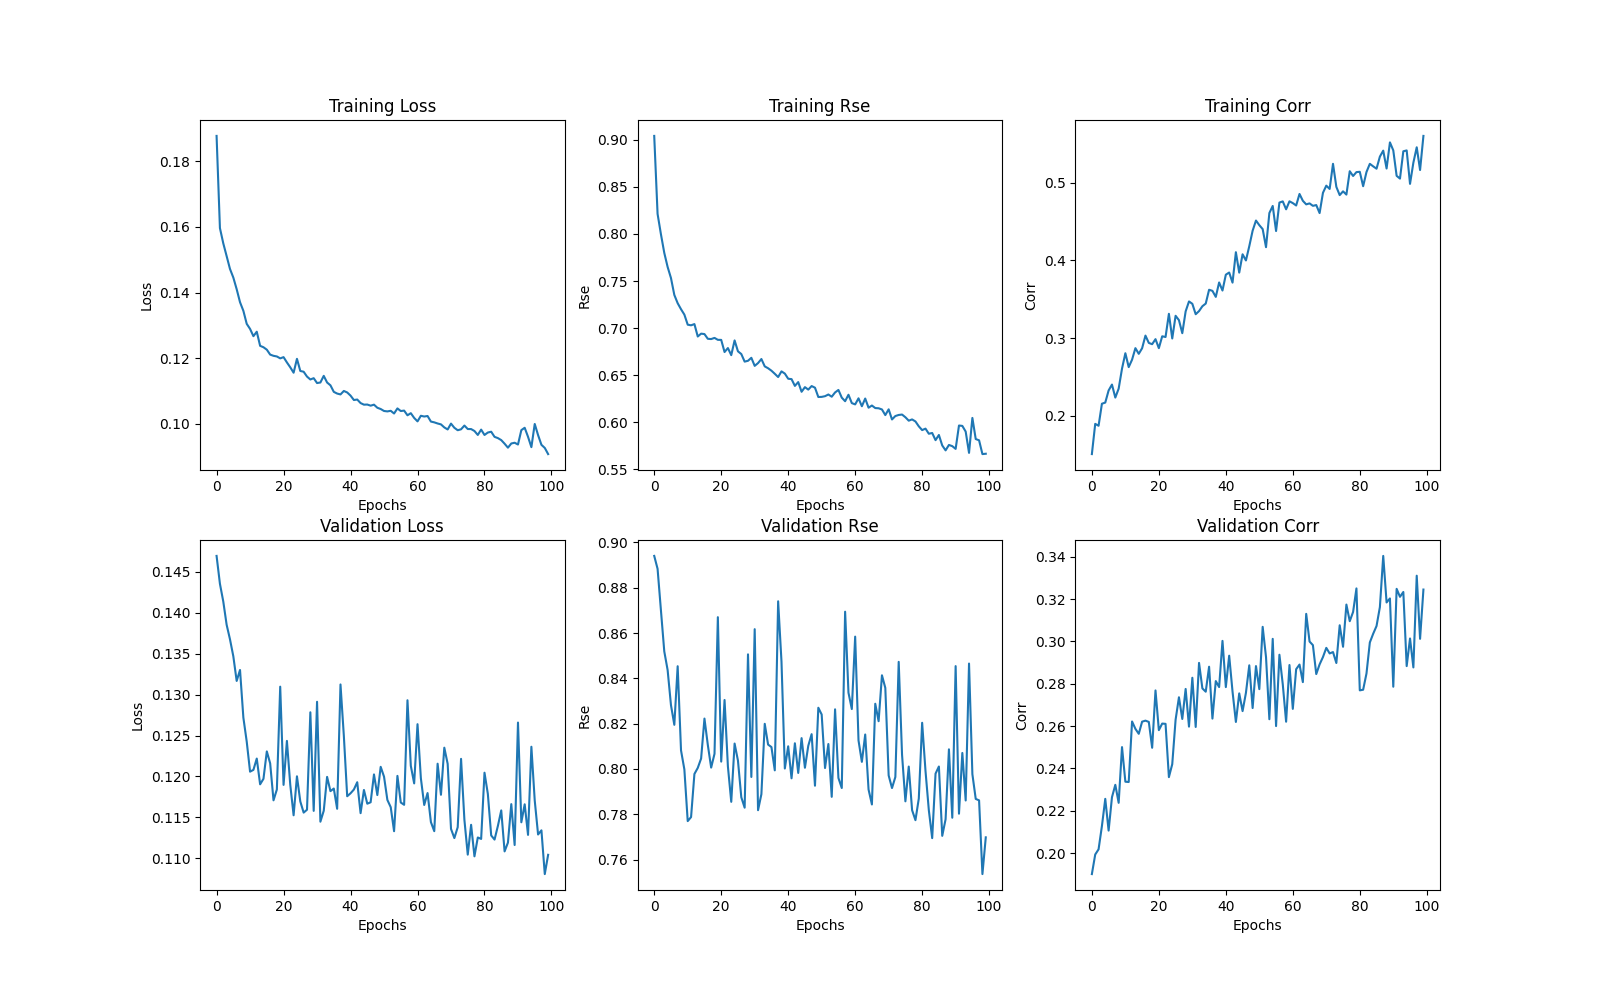 Training Loss
Loss
0.18
0.16
0.14
0.12
0.10
0 20 40 60 80 100
Epochs
Training Rse
Rse
0.90
0.85
0.80
0.75
0.70
0.65
0.60
0.55
0 20 40 60 80 100
Epochs
Training Corr
Corr
0.5
0.4
0.3
0.2
0 20 40 60 80 100
Epochs
Validation Loss
Loss
0.145
0.140
0.135
0.130
0.125
0.120
0.115
0.110
0 20 40 60 80 100
Epochs
Validation Rse
Rse
0.90
0.88
0.86
0.84
0.82
0.80
0.78
0.76
0 20 40 60 80 100
Epochs
Validation Corr
Corr
0.34
0.32
0.30
0.28
0.26
0.24
0.22
0.20
0 20 40 60 80 100
Epochs